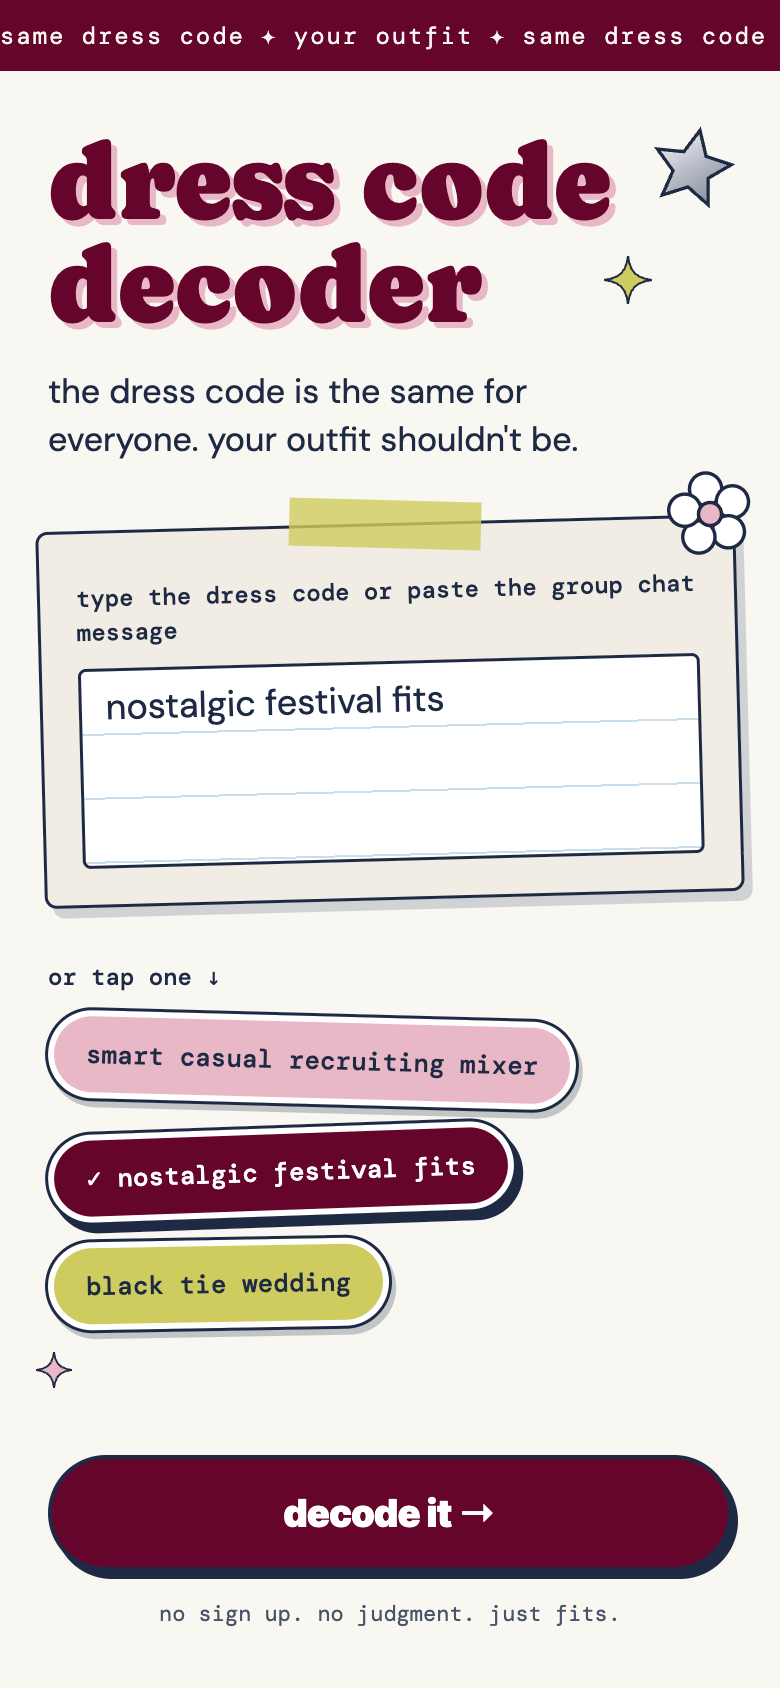 same dress code ✦ your outfit ✦ same dress code
dress code
decoder
the dress code is the same for
everyone. your outfit shouldn't be.
type the dress code or paste the group chat
message
nostalgic festival fits
or tap one ↓
smart casual recruiting mixer
✓ nostalgic festival fits
black tie wedding
decode it →
no sign up. no judgment. just fits.